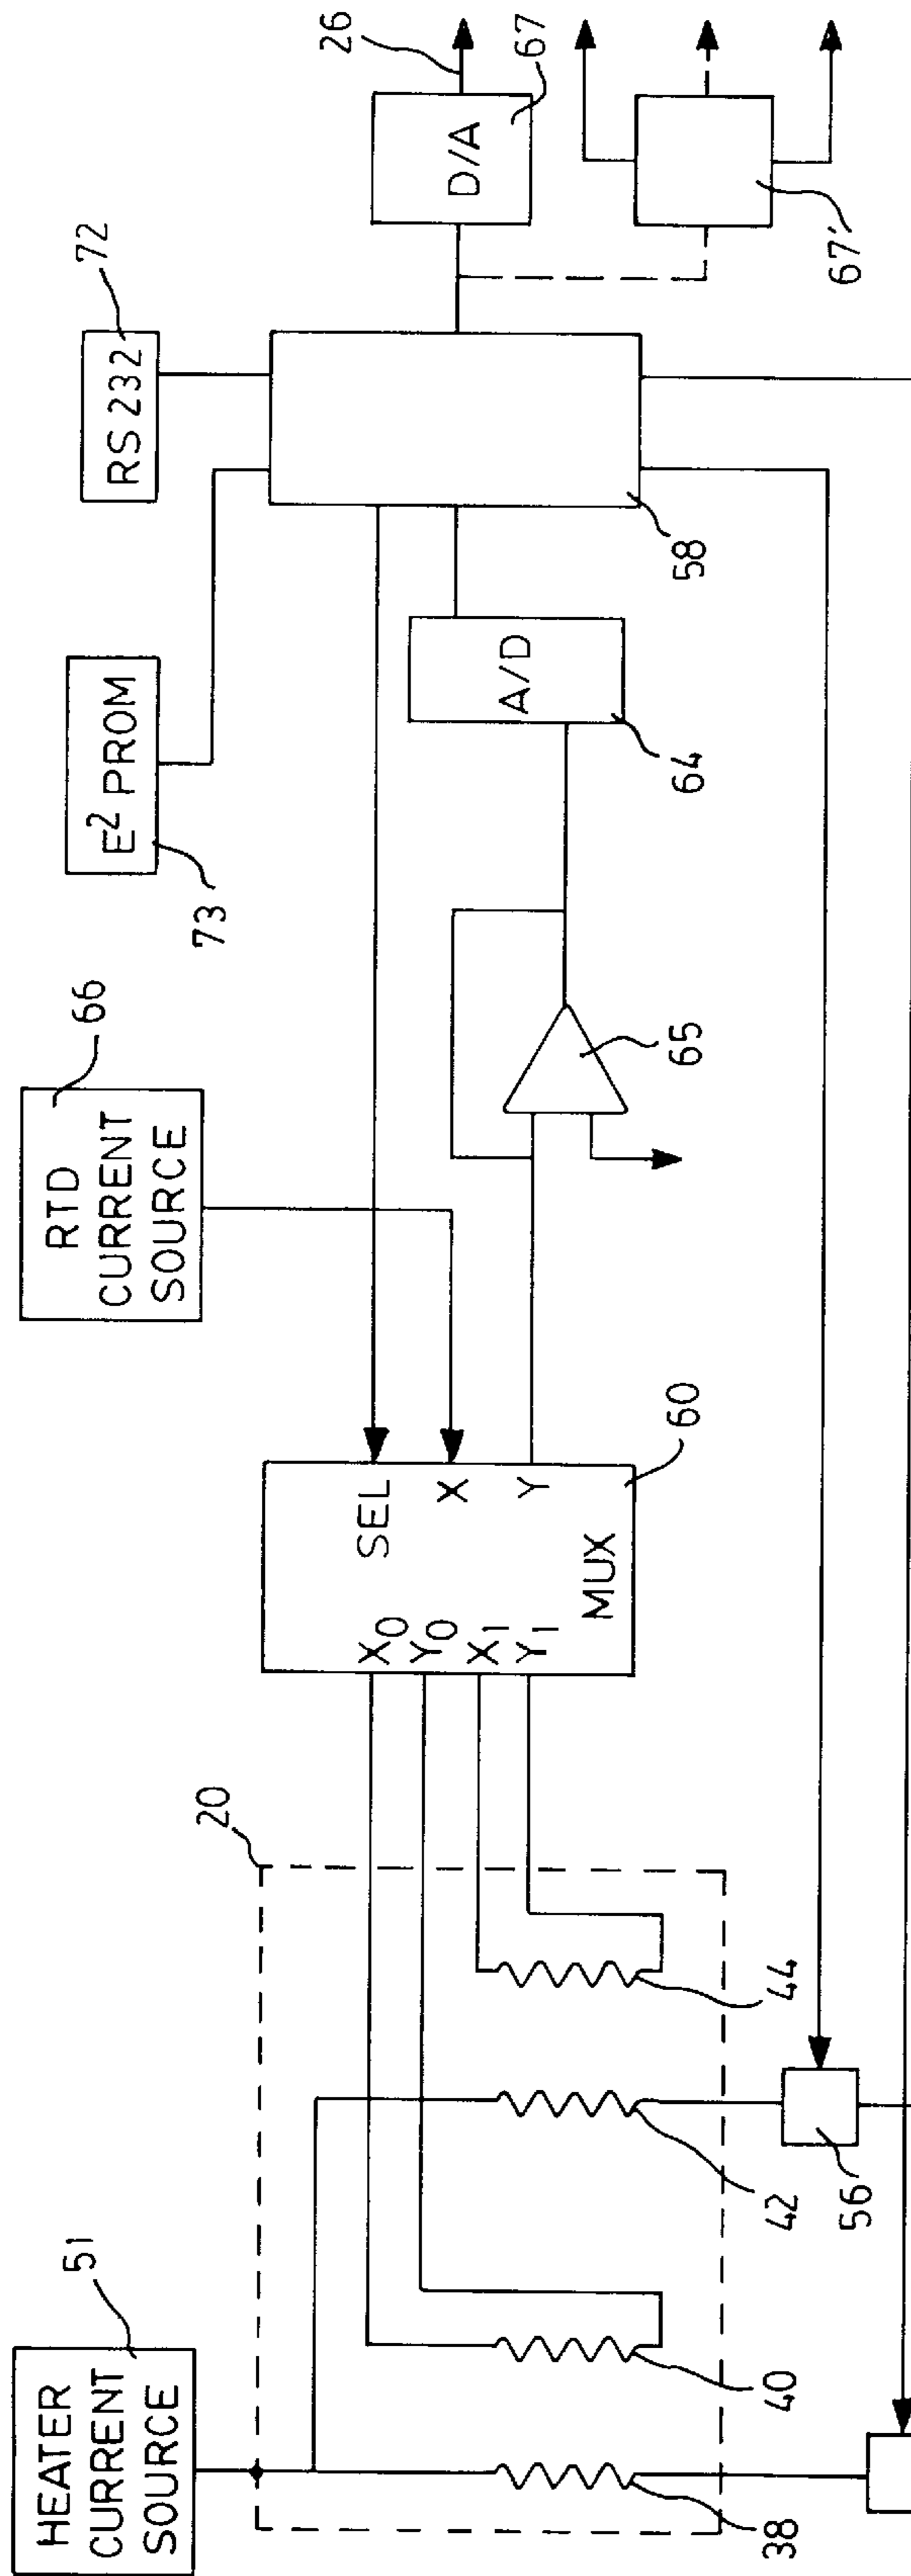 HEATER
CURRENT
SOURCE
51
20
RTD
CURRENT
SOURCE
66
E² PROM
73
RS 232
72
26
D/A
67
67'
58
A/D
64
65
SEL
X
Y
X₀
Y₀
X₁
Y₁
MUX
60
44
42
40
38
56